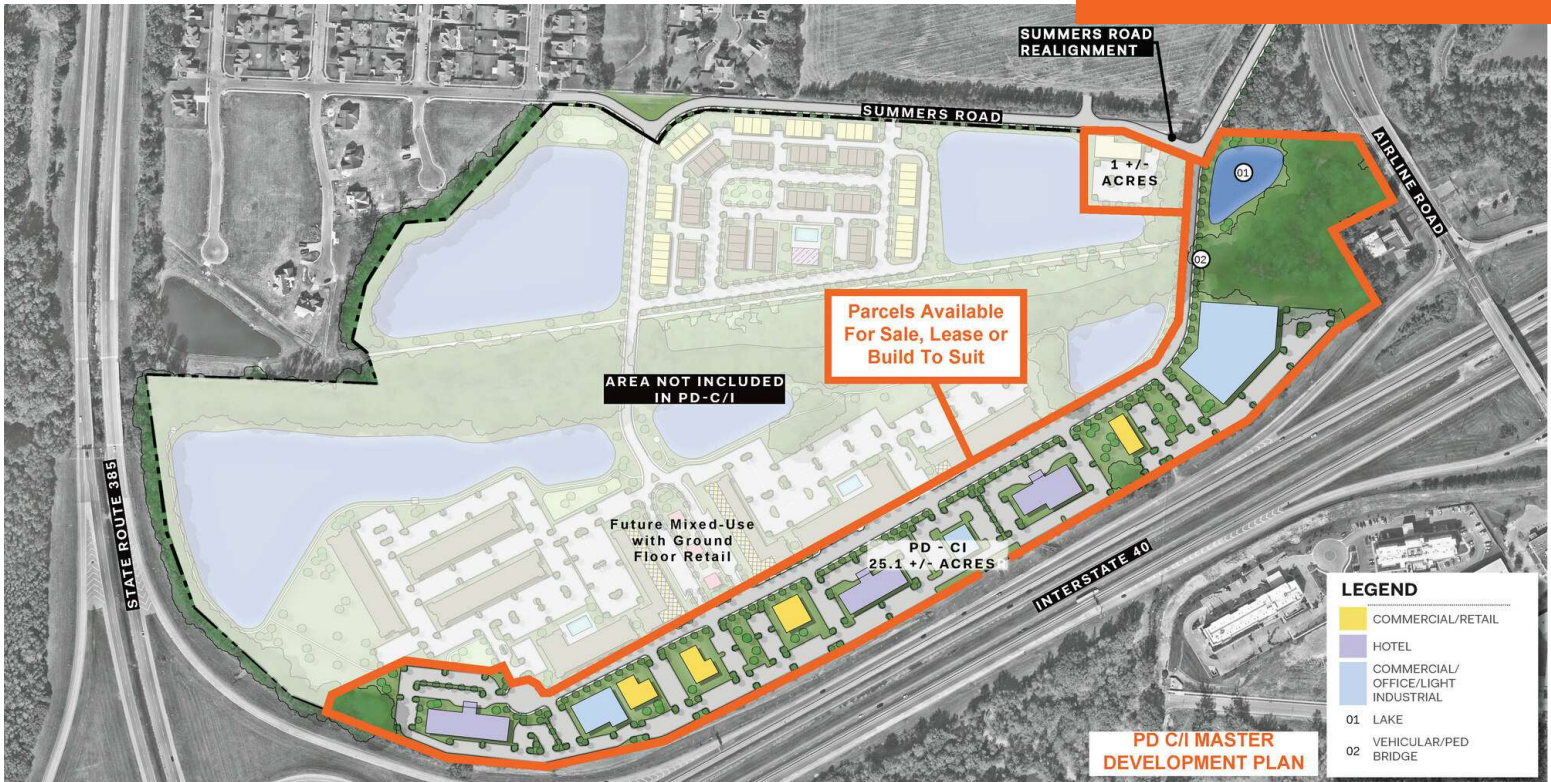 SUMMERS ROAD
REALIGNMENT
SUMMERS ROAD
AIRLINE ROAD
1 +/-
ACRES
01
02
Parcels Available
For Sale, Lease or
Build To Suit
AREA NOT INCLUDED
IN PD-C/I
STATE ROUTE 385
Future Mixed-Use
with Ground
Floor Retail
PD - CI
25.1 +/- ACRES
INTERSTATE 40
LEGEND
COMMERCIAL/RETAIL
HOTEL
COMMERCIAL/
OFFICE/LIGHT
INDUSTRIAL
01 LAKE
02 VEHICULAR/PED
BRIDGE
PD C/I MASTER
DEVELOPMENT PLAN